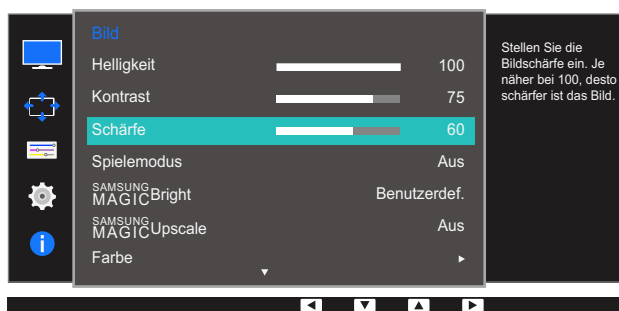 Bild
Helligkeit 100
Kontrast 75
Schärfe 60
Spielemodus Aus
SAMSUNG MAGIC Bright Benutzerdef.
SAMSUNG MAGIC Upscale Aus
Farbe
Stellen Sie die
Bildschärfe ein. Je
näher bei 100, desto
schärfer ist das Bild.